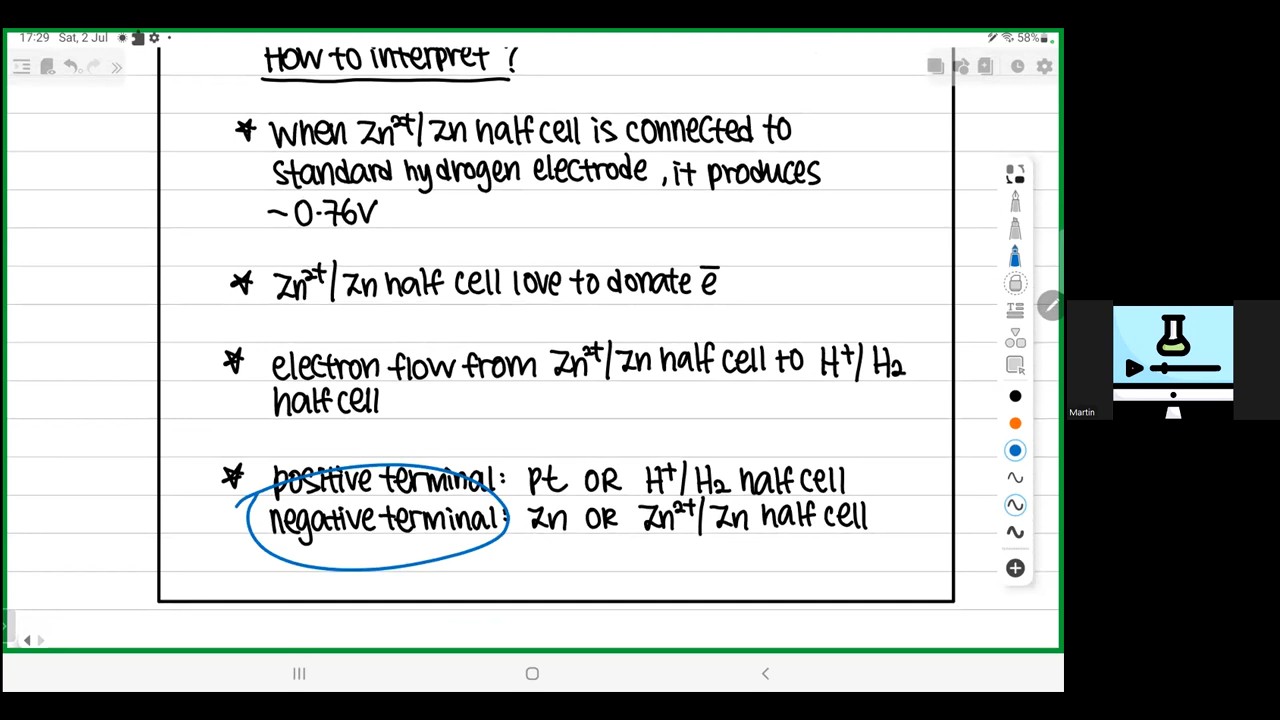 17:29 Sat, 2 Jul
58%
How to interpret ?
★ When Zn²⁺/Zn half cell is connected to
standard hydrogen electrode, it produces
~0.76V
★ Zn²⁺/Zn half cell love to donate ē
★ electron flow from Zn²⁺/Zn half cell to H⁺/H₂
half cell
★ positive terminal: Pt OR H⁺/H₂ half cell
negative terminal: Zn OR Zn²⁺/Zn half cell
Martin